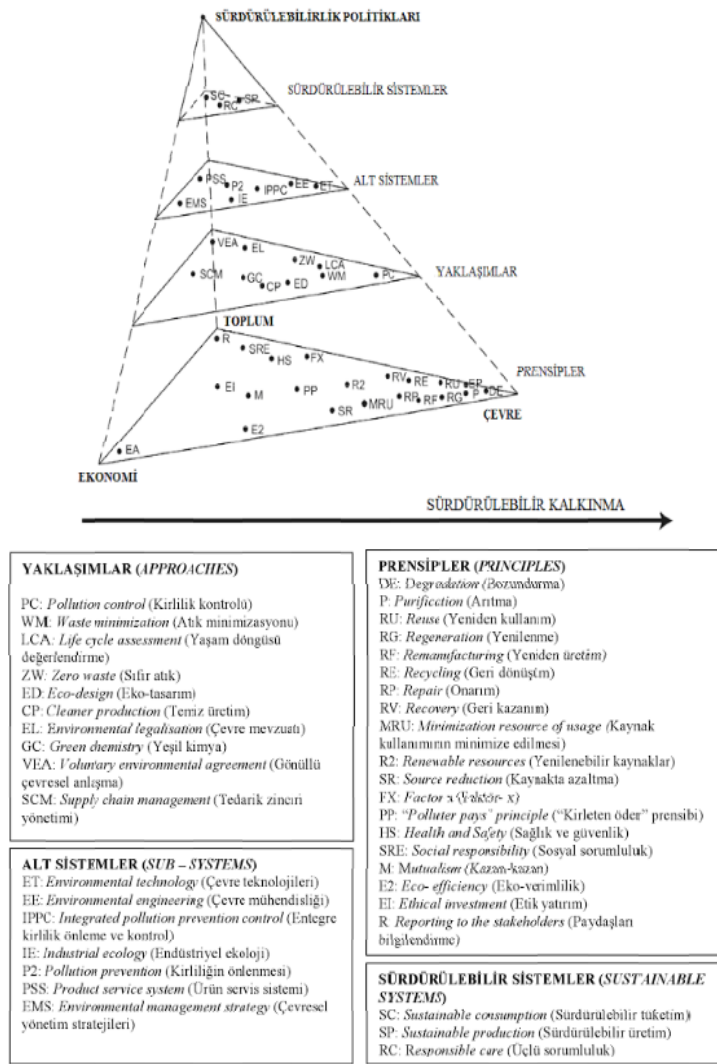 SÜRDÜRÜLEBİLİRLİK POLİTİKLARI
SÜRDÜRÜLEBİLİR SİSTEMLER
SC
SP
RC
ALT SİSTEMLER
PSS
P2
IPPC
EE
ET
EMS
IE
YAKLAŞIMLAR
VEA
EL
ZW
LCA
SCM
GC
CP
ED
WM
PC
TOPLUM
PRENSİPLER
R
SRE
HS
FX
EI
M
PP
R2
RV
RE
RU
EP
DE
SR
MRU
RP
RF
RG
P
ÇEVRE
E2
EA
EKONOMİ
SÜRDÜRÜLEBİLİR KALKINMA
YAKLAŞIMLAR (APPROACHES)
PC: Pollution control (Kirlilik kontrolü)
WM: Waste minimization (Atık minimizasyonu)
LCA: Life cycle assessment (Yaşam döngüsü
değerlendirme)
ZW: Zero waste (Sıfır atık)
ED: Eco-design (Eko-tasarım)
CP: Cleaner production (Temiz üretim)
EL: Environmental legalisation (Çevre mevzuatı)
GC: Green chemistry (Yeşil kimya)
VEA: Voluntary environmental agreement (Gönüllü
çevresel anlaşma)
SCM: Supply chain management (Tedarik zinciri
yönetimi)
ALT SİSTEMLER (SUB – SYSTEMS)
ET: Environmental technology (Çevre teknolojileri)
EE: Environmental engineering (Çevre mühendisliği)
IPPC: Integrated pollution prevention control (Entegre
kirlilik önleme ve kontrol)
IE: Industrial ecology (Endüstriyel ekoloji)
P2: Pollution prevention (Kirliliğin önlenmesi)
PSS: Product service system (Ürün servis sistemi)
EMS: Environmental management strategy (Çevresel
yönetim stratejileri)
PRENSİPLER (PRINCIPLES)
DE: Degradation (Bozundurma)
P: Purification (Arıtma)
RU: Reuse (Yeniden kullanım)
RG: Regeneration (Yenilenme)
RF: Remanufacturing (Yeniden üretim)
RE: Recycling (Geri dönüşüm)
RP: Repair (Onarım)
RV: Recovery (Geri kazanım)
MRU: Minimization resource of usage (Kaynak
kullanımının minimize edilmesi)
R2: Renewable resources (Yenilenebilir kaynaklar)
SR: Source reduction (Kaynakta azaltma)
FX: Factor x (Faktör- x)
PP: "Polluter pays" principle ("Kirleten öder" prensibi)
HS: Health and Safety (Sağlık ve güvenlik)
SRE: Social responsibility (Sosyal sorumluluk)
M: Mutualism (Kazan-kazan)
E2: Eco- efficiency (Eko-verimlilik)
EI: Ethical investment (Etik yatırım)
R Reporting to the stakeholders (Paydaşları
bilgilendirme)
SÜRDÜRÜLEBİLİR SİSTEMLER (SUSTAINABLE
SYSTEMS)
SC: Sustainable consumption (Sürdürülebilir tüketim)
SP: Sustainable production (Sürdürülebilir üretim)
RC: Responsible care (Üçlü sorumluluk)